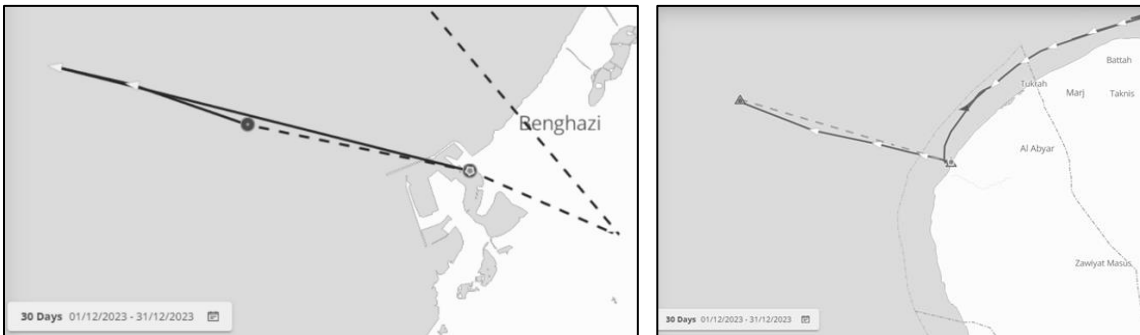 Benghazi
30 Days 01/12/2023 - 31/12/2023
Battah
Tukrah
Marj
Taknis
Al Abyar
Zawiyat Masus
30 Days 01/12/2023 - 31/12/2023